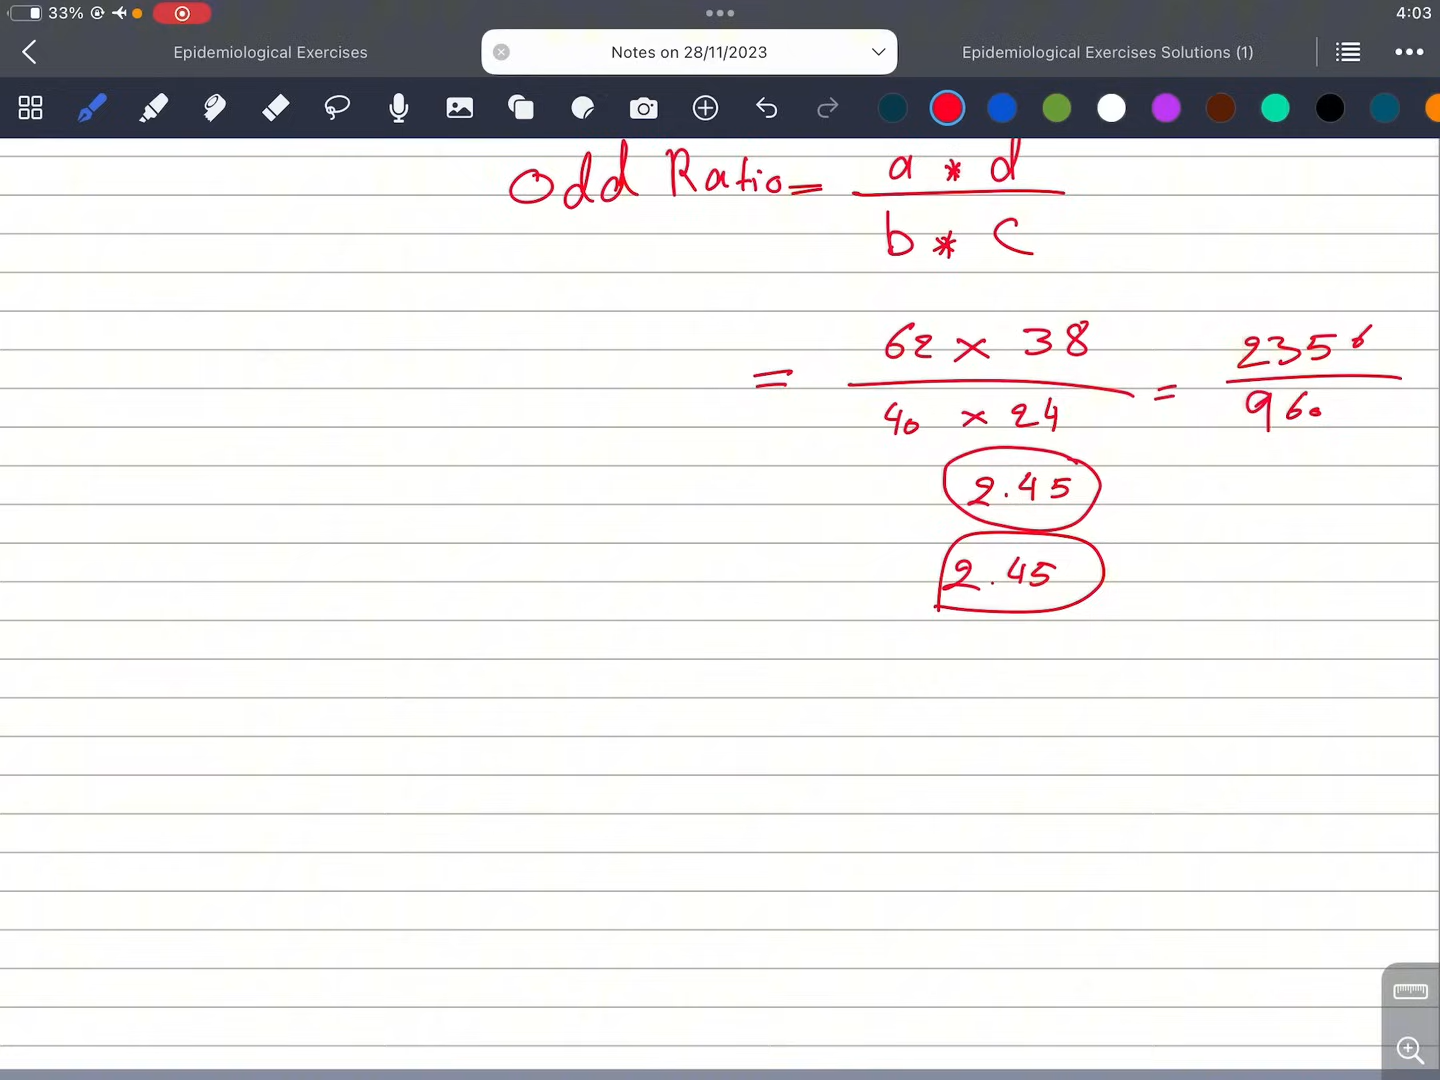 33% 4:03
Epidemiological Exercises Notes on 28/11/2023 Epidemiological Exercises Solutions (1)
Odd Ratio = a * d
b * c
= 62 × 38 = 2356
40 × 24 960
2.45
2.45